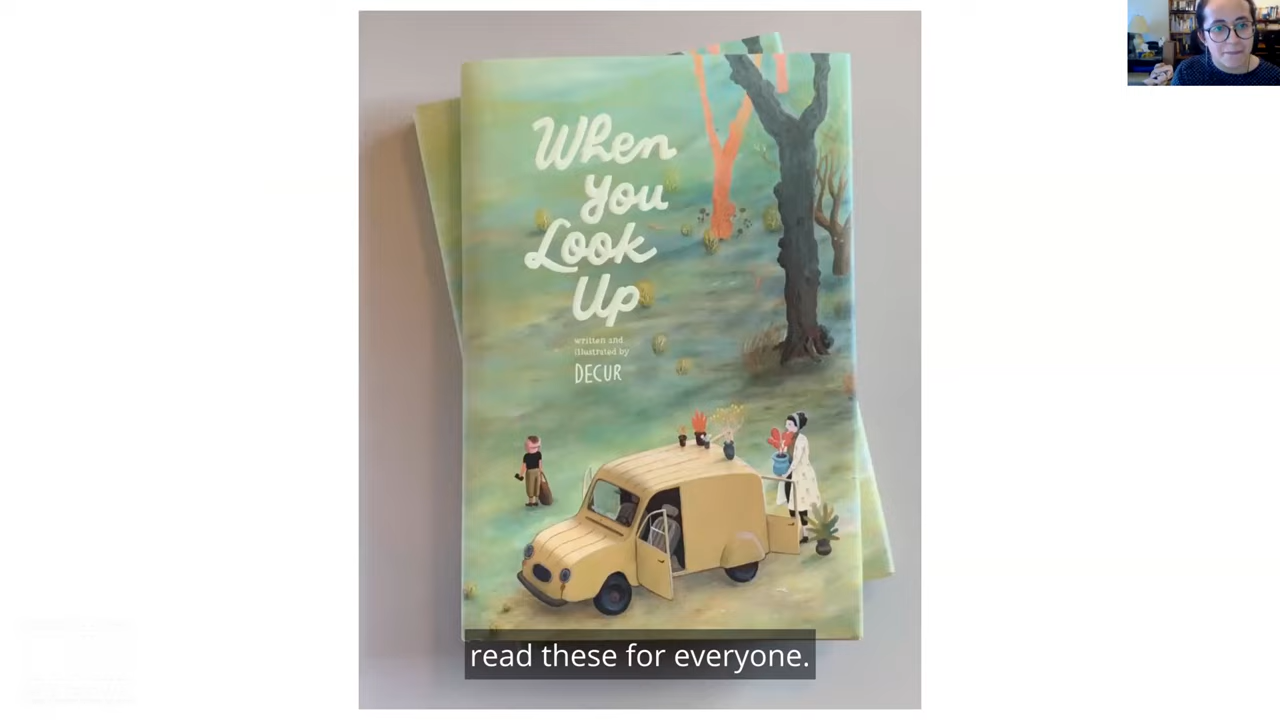 When
you
Look
Up
written and
illustrated by
DECUR
read these for everyone.